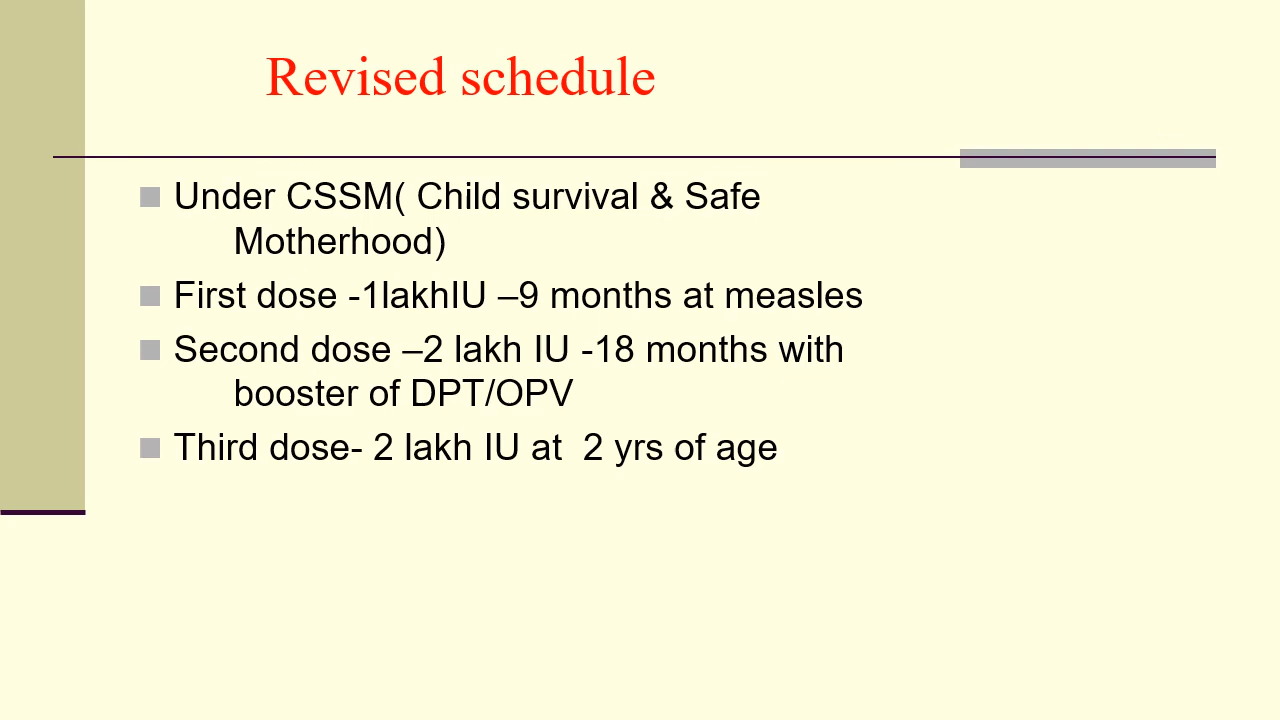 Revised schedule
Under CSSM( Child survival & Safe
Motherhood)
First dose -1lakhIU –9 months at measles
Second dose –2 lakh IU -18 months with
booster of DPT/OPV
Third dose- 2 lakh IU at  2 yrs of age